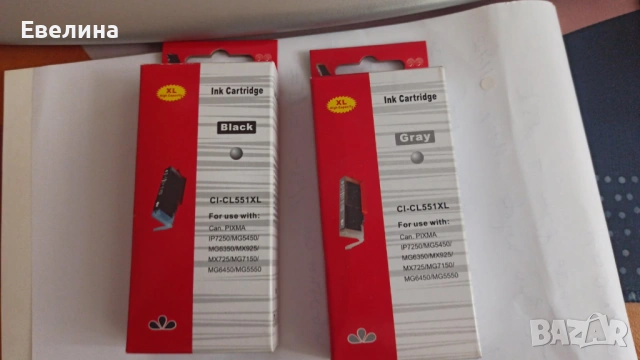 Евелина
XL
Ink Cartridge
Black
CI-CL551XL
For use with:
Can. PIXMA
IP7250/MG5450/
MG6350/MX925/
MX725/MG7150/
MG6450/MG5550
XL
Ink Cartridge
Gray
CI-CL551XL
For use with:
Can. PIXMA
IP7250/MG5450/
MG6350/MX925/
MX725/MG7150/
MG6450/MG5550
BAZAR